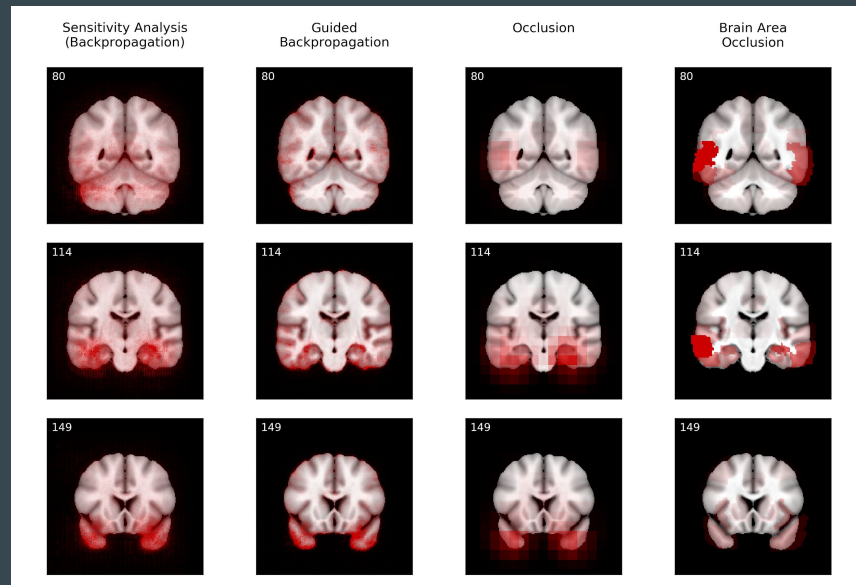 Sensitivity Analysis
(Backpropagation)
Guided
Backpropagation
Occlusion
Brain Area
Occlusion
80
80
80
80
114
114
114
114
149
149
149
149